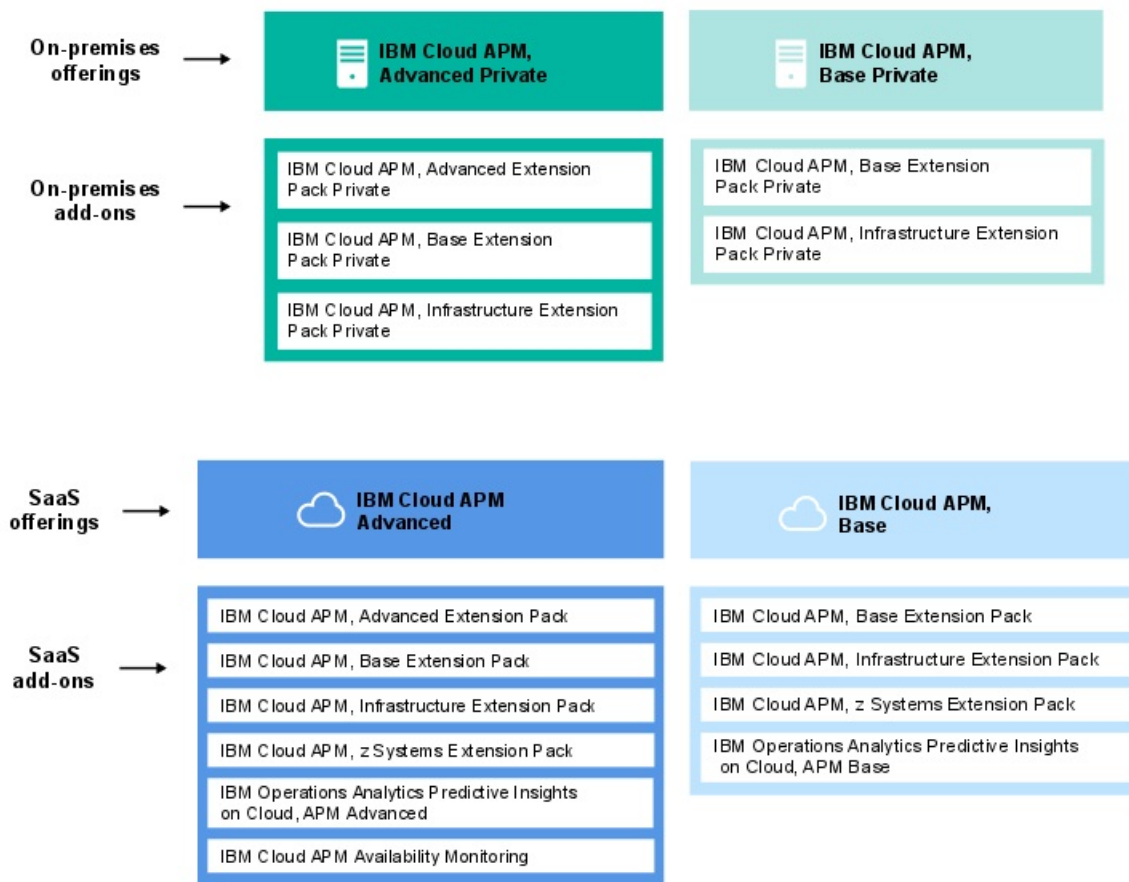 On-premises
offerings
IBM Cloud APM,
Advanced Private
IBM Cloud APM,
Base Private
On-premises
add-ons
IBM Cloud APM, Advanced Extension
Pack Private
IBM Cloud APM, Base Extension
Pack Private
IBM Cloud APM, Infrastructure Extension
Pack Private
IBM Cloud APM, Base Extension
Pack Private
IBM Cloud APM, Infrastructure Extension
Pack Private
SaaS
offerings
IBM Cloud APM
Advanced
IBM Cloud APM,
Base
SaaS
add-ons
IBM Cloud APM, Advanced Extension Pack
IBM Cloud APM, Base Extension Pack
IBM Cloud APM, Infrastructure Extension Pack
IBM Cloud APM, z Systems Extension Pack
IBM Operations Analytics Predictive Insights
on Cloud, APM Advanced
IBM Cloud APM Availability Monitoring
IBM Cloud APM, Base Extension Pack
IBM Cloud APM, Infrastructure Extension Pack
IBM Cloud APM, z Systems Extension Pack
IBM Operations Analytics Predictive Insights
on Cloud, APM Base